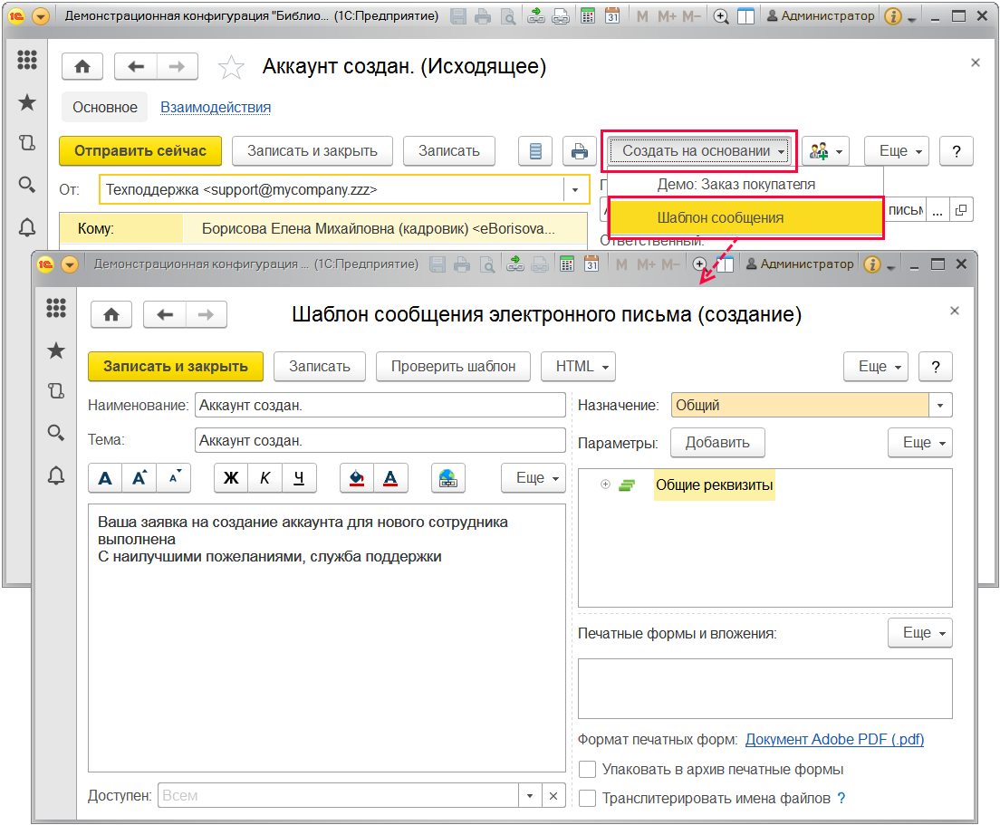 Демонстрационная конфигурация "Библио... (1С:Предприятие) 31 M M+ M- Администратор
Аккаунт создан. (Исходящее)
Основное Взаимодействия
Отправить сейчас Записать и закрыть Записать Создать на основании Еще ?
От: Техподдержка <support@mycompany.zzz>
Демо: Заказ покупателя
Кому: Борисова Елена Михайловна (кадровик) <eBorisova...
Шаблон сообщения
письм ...
Ответственный:
Демонстрационная конфигурация ... (1С:Предприятие) 31 M M+ M- Администратор
Шаблон сообщения электронного письма (создание)
Записать и закрыть Записать Проверить шаблон HTML Еще ?
Наименование: Аккаунт создан. Назначение: Общий
Тема: Аккаунт создан. Параметры: Добавить Еще
А А А Ж К Ч А Еще
Общие реквизиты
Ваша заявка на создание аккаунта для нового сотрудника
выполнена
С наилучшими пожеланиями, служба поддержки
Печатные формы и вложения: Еще
Формат печатных форм: Документ Adobe PDF (.pdf)
Упаковать в архив печатные формы
Доступен: Всем
Транслитерировать имена файлов ?